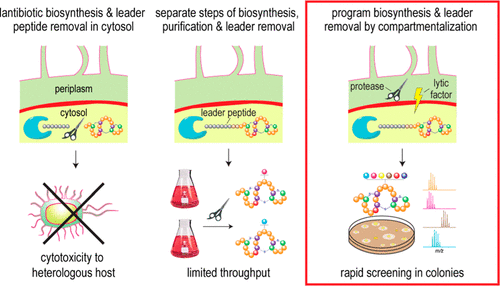 lantibiotic biosynthesis & leader
peptide removal in cytosol
periplasm
cytosol
cytotoxicity to
heterologous host
separate steps of biosynthesis,
purification & leader removal
leader peptide
limited throughput
program biosynthesis & leader
removal by compartmentalization
protease
lytic
factor
m/z
rapid screening in colonies